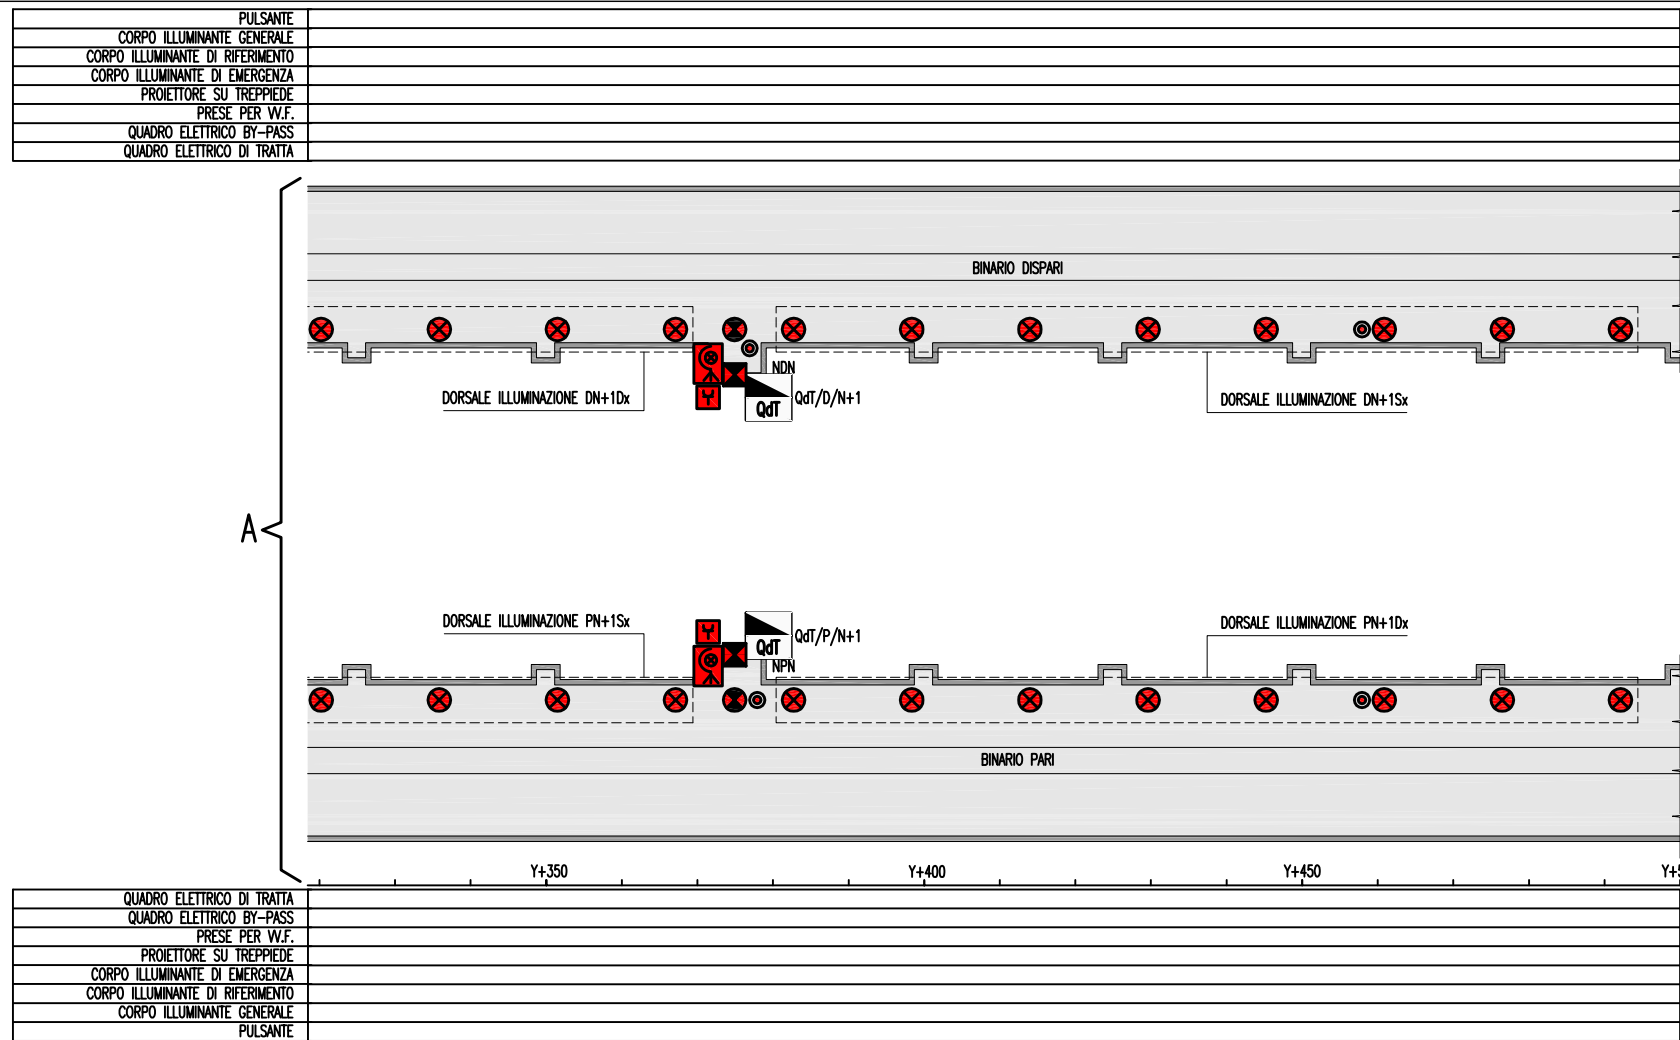 PULSANTE
CORPO ILLUMINANTE GENERALE
CORPO ILLUMINANTE DI RIFERIMENTO
CORPO ILLUMINANTE DI EMERGENZA
PROIETTORE SU TREPPIEDE
PRESE PER W.F.
QUADRO ELETTRICO BY-PASS
QUADRO ELETTRICO DI TRATTA
BINARIO DISPARI
NDN
DORSALE ILLUMINAZIONE DN+1Dx
QdT/D/N+1
DORSALE ILLUMINAZIONE DN+1Sx
QdT
A
DORSALE ILLUMINAZIONE PN+1Sx
QdT/P/N+1
DORSALE ILLUMINAZIONE PN+1Dx
QdT
NPN
BINARIO PARI
Y+350
Y+400
Y+450
QUADRO ELETTRICO DI TRATTA
QUADRO ELETTRICO BY-PASS
PRESE PER W.F.
PROIETTORE SU TREPPIEDE
CORPO ILLUMINANTE DI EMERGENZA
CORPO ILLUMINANTE DI RIFERIMENTO
CORPO ILLUMINANTE GENERALE
PULSANTE